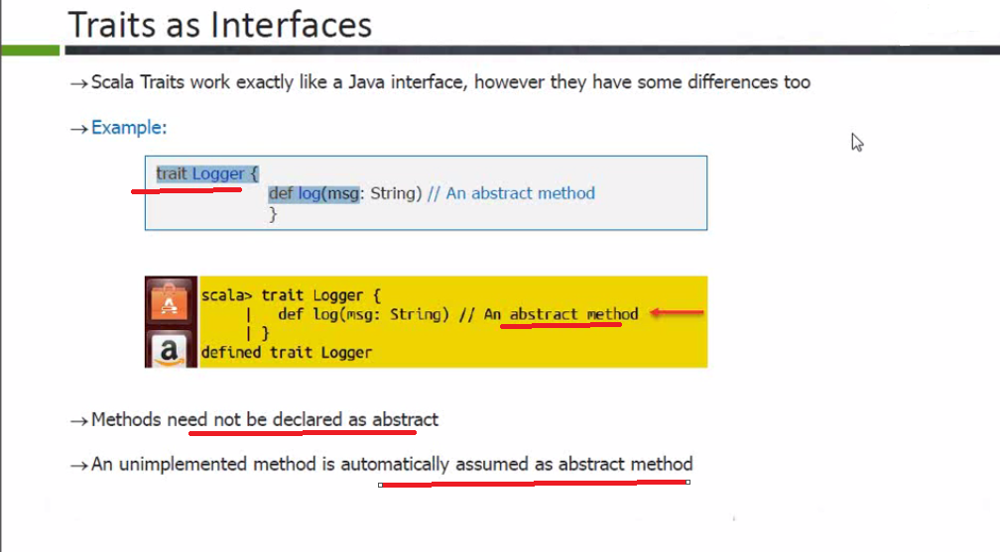 Traits as Interfaces
→Scala Traits work exactly like a Java interface, however they have some differences too
→Example:
trait Logger {
def log(msg: String) // An abstract method
}
scala> trait Logger {
| def log(msg: String) // An abstract method
| }
defined trait Logger
a
→Methods need not be declared as abstract
→An unimplemented method is automatically assumed as abstract method